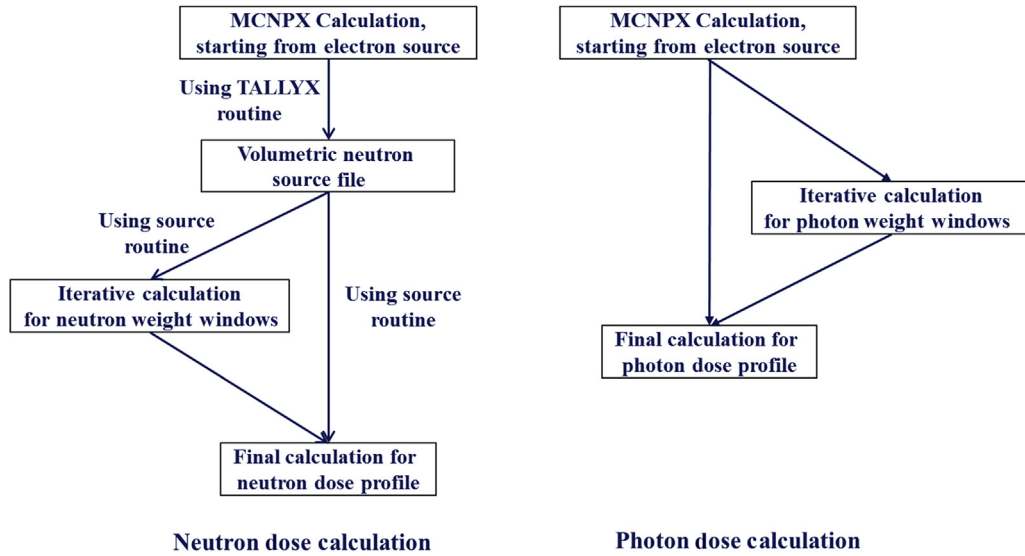 MCNPX Calculation,
starting from electron source
Using TALLYX
routine
Volumetric neutron
source file
Using source
routine
Iterative calculation
for neutron weight windows
Using source
routine
Final calculation for
neutron dose profile
Neutron dose calculation
MCNPX Calculation,
starting from electron source
Iterative calculation
for photon weight windows
Final calculation for
photon dose profile
Photon dose calculation